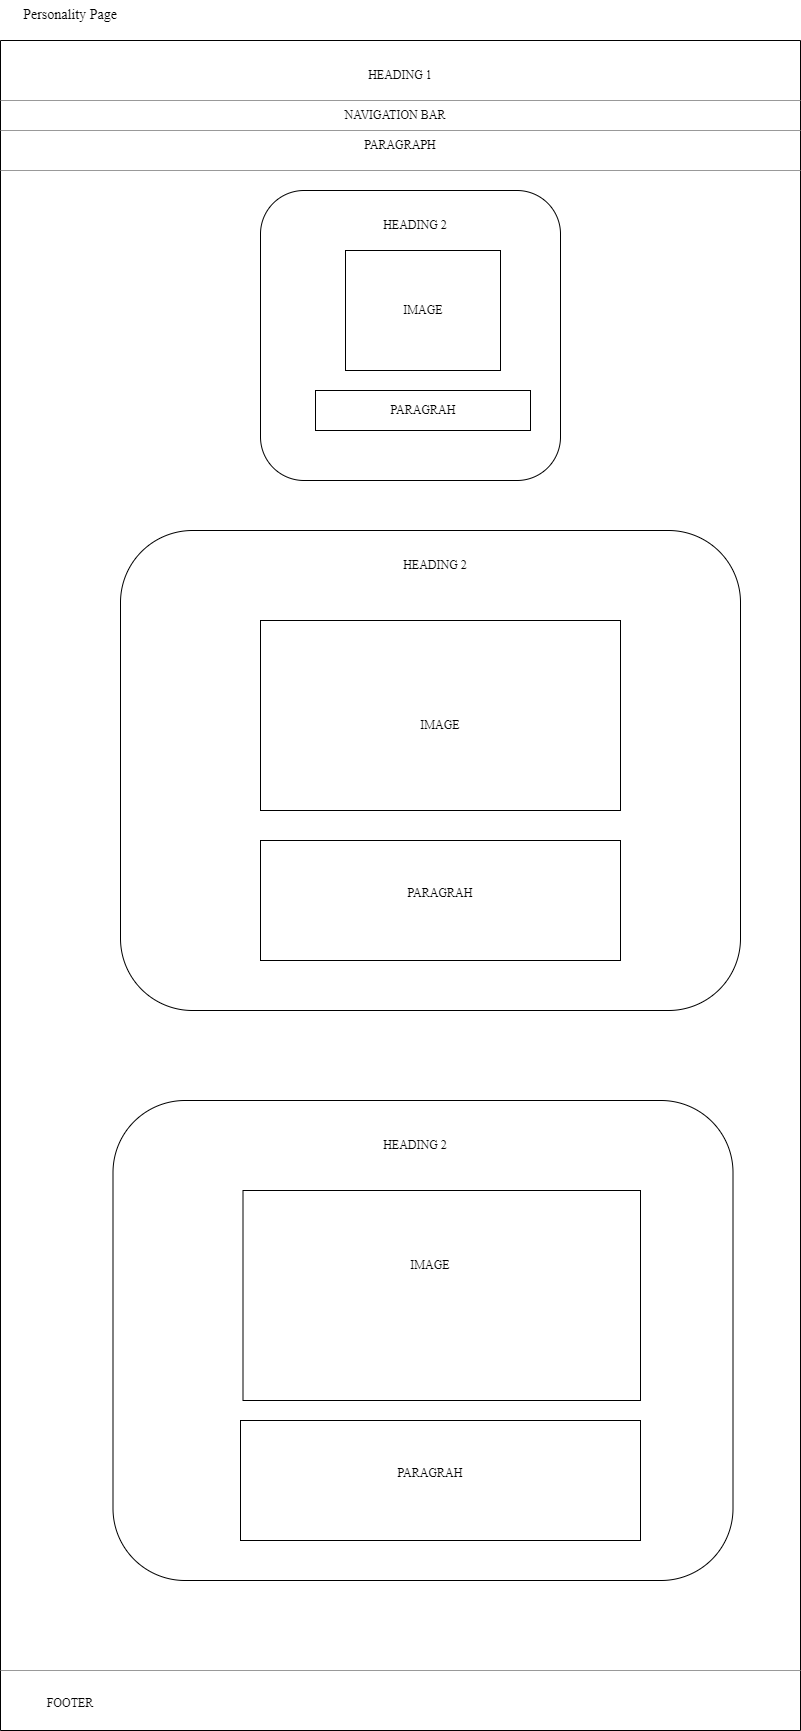 Personality Page
HEADING 1
NAVIGATION BAR
PARAGRAPH
HEADING 2
IMAGE
PARAGRAH
HEADING 2
IMAGE
PARAGRAH
HEADING 2
IMAGE
PARAGRAH
FOOTER